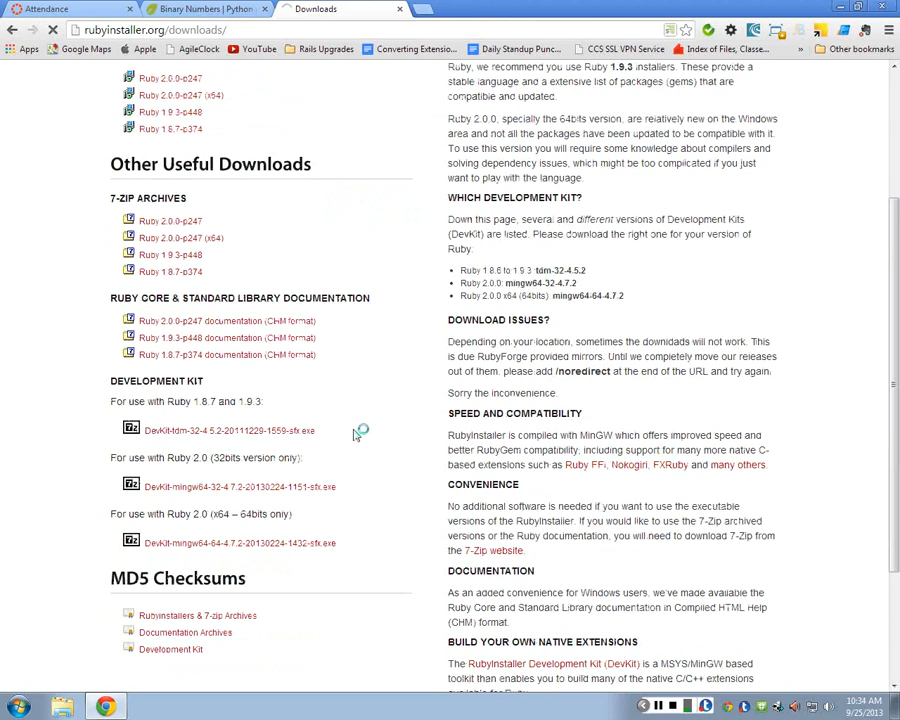 Attendance
Binary Numbers | Python
Downloads
rubyinstaller.org/downloads/
Apps
Google Maps
Apple
AgileClock
YouTube
Rails Upgrades
Converting Extensio...
Daily Standup Punc...
CCS SSL VPN Service
Index of Files, Classe...
Other bookmarks
Ruby 2.0.0-p247
Ruby 2.0.0-p247 (x64)
Ruby 1.9.3-p448
Ruby 1.8.7-p374
Other Useful Downloads
7-ZIP ARCHIVES
Ruby 2.0.0-p247
Ruby 2.0.0-p247 (x64)
Ruby 1.9.3-p448
Ruby 1.8.7-p374
RUBY CORE & STANDARD LIBRARY DOCUMENTATION
Ruby 2.0.0-p247 documentation (CHM format)
Ruby 1.9.3-p448 documentation (CHM format)
Ruby 1.8.7-p374 documentation (CHM format)
DEVELOPMENT KIT
For use with Ruby 1.8.7 and 1.9.3:
DevKit-tdm-32-4.5.2-20111229-1559-sfx.exe
For use with Ruby 2.0 (32bits version only):
DevKit-mingw64-32-4.7.2-20130224-1151-sfx.exe
For use with Ruby 2.0 (x64 – 64bits only)
DevKit-mingw64-64-4.7.2-20130224-1432-sfx.exe
MD5 Checksums
RubyInstallers & 7-zip Archives
Documentation Archives
Development Kit
Ruby, we recommend you use Ruby 1.9.3 installers. These provide a
stable language and a extensive list of packages (gems) that are
compatible and updated.
Ruby 2.0.0, specially the 64bits version, are relatively new on the Windows
area and not all the packages have been updated to be compatible with it.
To use this version you will require some knowledge about compilers and
solving dependency issues, which might be too complicated if you just
want to play with the language.
WHICH DEVELOPMENT KIT?
Down this page, several and different versions of Development Kits
(DevKit) are listed. Please download the right one for your version of
Ruby:
Ruby 1.8.6 to 1.9.3: tdm-32-4.5.2
Ruby 2.0.0: mingw64-32-4.7.2
Ruby 2.0.0 x64 (64bits): mingw64-64-4.7.2
DOWNLOAD ISSUES?
Depending on your location, sometimes the downloads will not work. This
is due RubyForge provided mirrors. Until we completely move our releases
out of them, please add /noredirect at the end of the URL and try again.
Sorry the inconvenience.
SPEED AND COMPATIBILITY
RubyInstaller is compiled with MinGW which offers improved speed and
better RubyGem compatibility, including support for many more native C-
based extensions such as Ruby FFi, Nokogiri, FXRuby and many others.
CONVENIENCE
No additional software is needed if you want to use the executable
versions of the RubyInstaller. If you would like to use the 7-Zip archived
versions or the Ruby documentation, you will need to download 7-Zip from
the 7-Zip website.
DOCUMENTATION
As an added convenience for Windows users, we've made available the
Ruby Core and Standard Library documentation in Compiled HTML Help
(CHM) format.
BUILD YOUR OWN NATIVE EXTENSIONS
The RubyInstaller Development Kit (DevKit) is a MSYS/MinGW based
toolkit than enables you to build many of the native C/C++ extensions
10:34 AM
9/25/2013